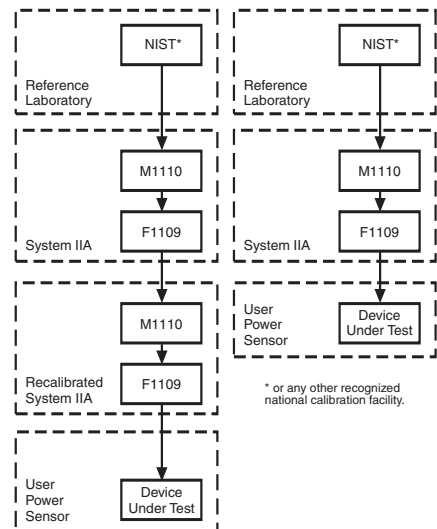 NIST*
Reference
Laboratory
M1110
F1109
System IIA
M1110
F1109
Recalibrated
System IIA
User
Power
Sensor
Device
Under Test
NIST*
Reference
Laboratory
M1110
F1109
System IIA
User
Power
Sensor
Device
Under Test
* or any other recognized
national calibration facility.